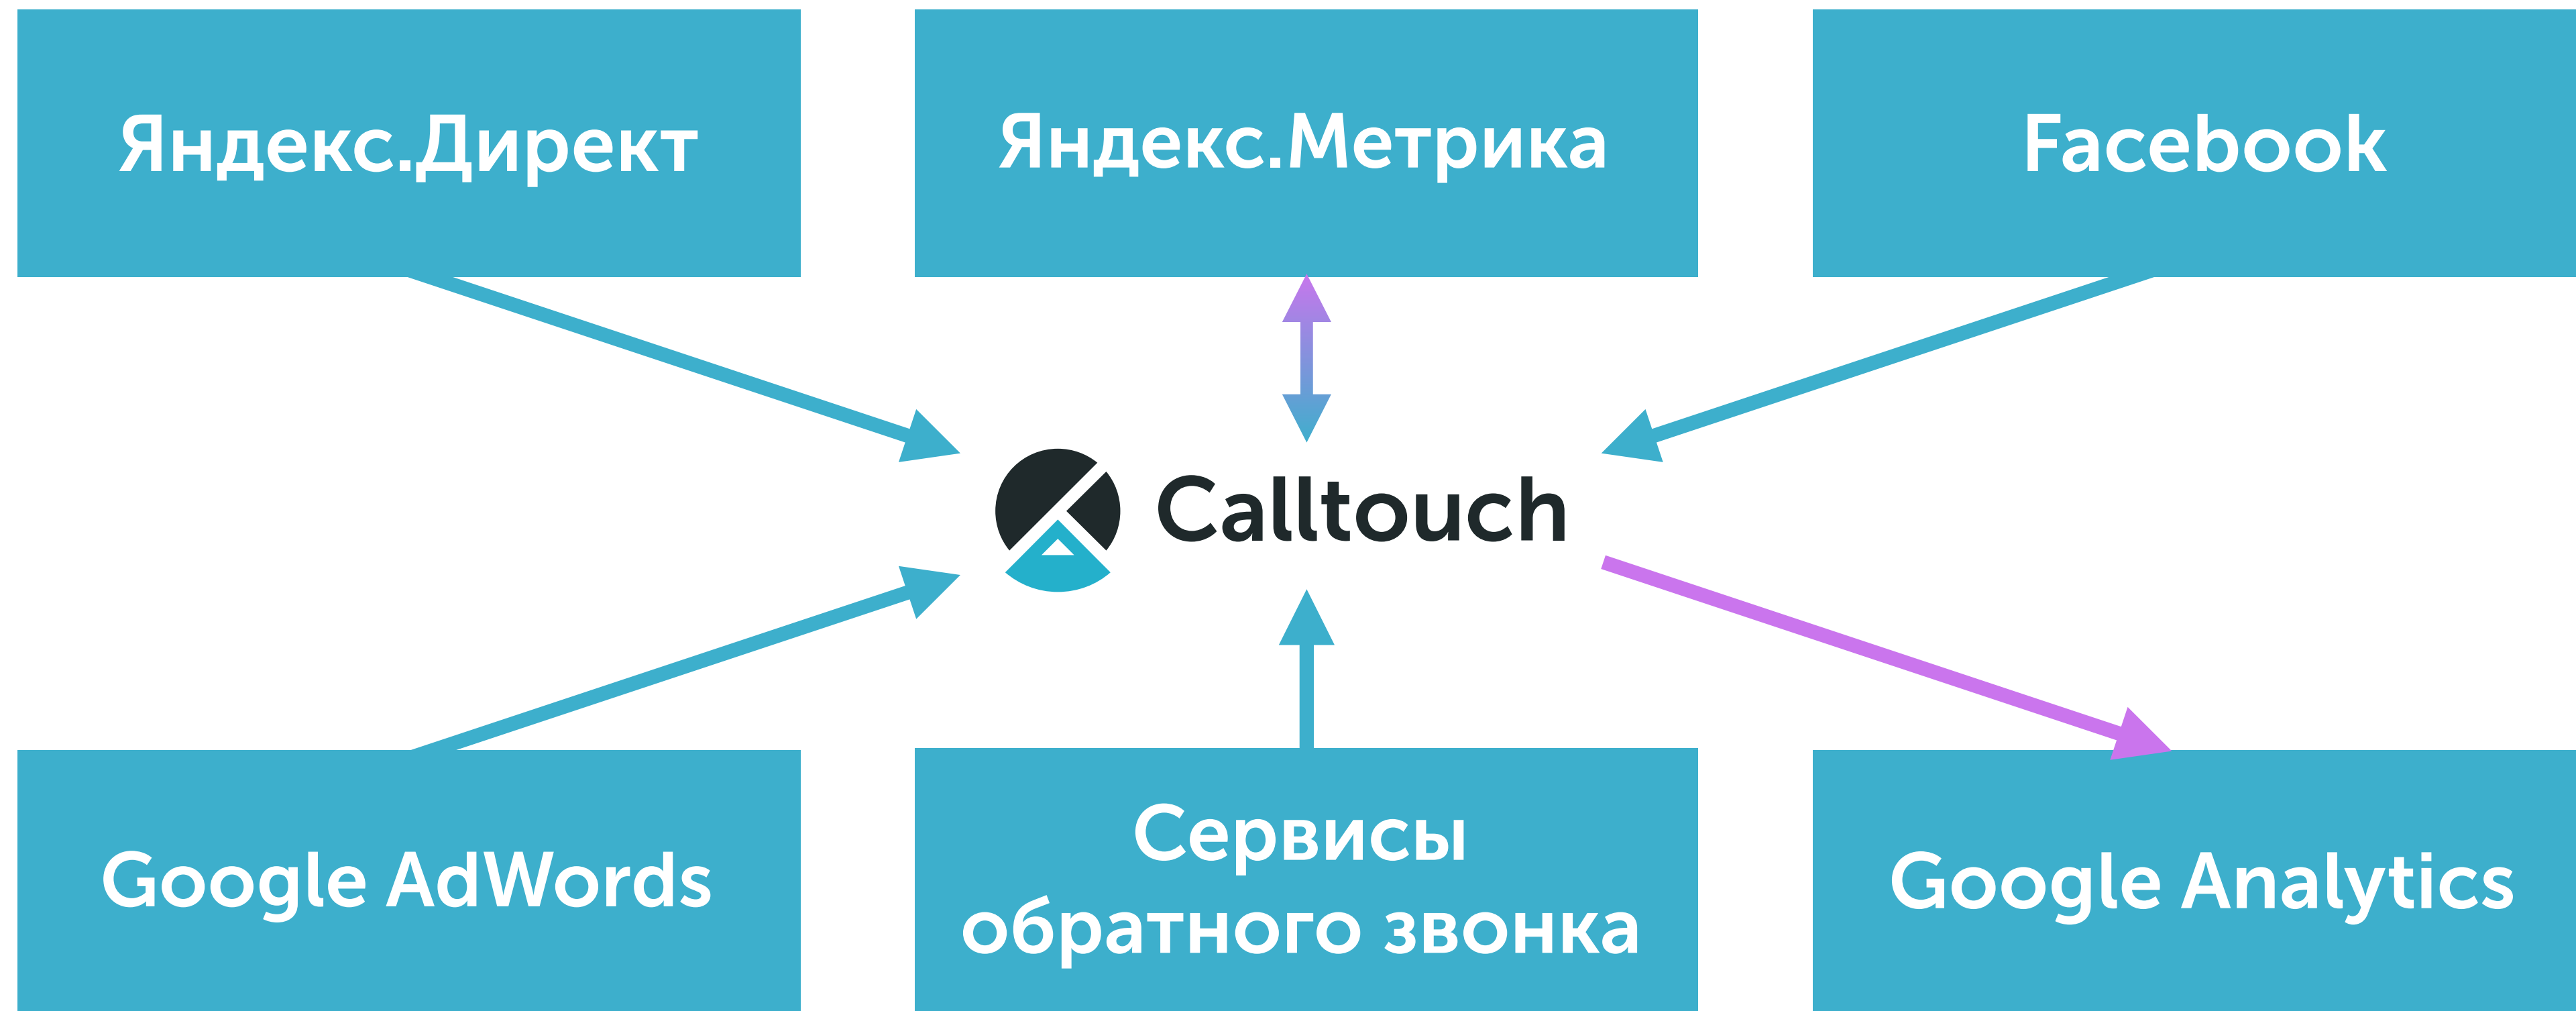 Яндекс.Директ
Яндекс.Метрика
Facebook
Calltouch
Google AdWords
Сервисы
обратного звонка
Google Analytics